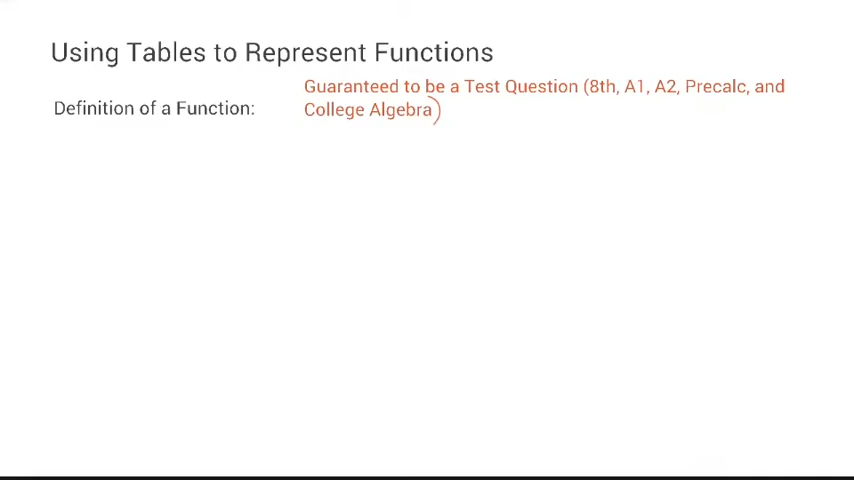 Using Tables to Represent Functions
Guaranteed to be a Test Question (8th, A1, A2, Precalc, and
Definition of a Function:
College Algebra)